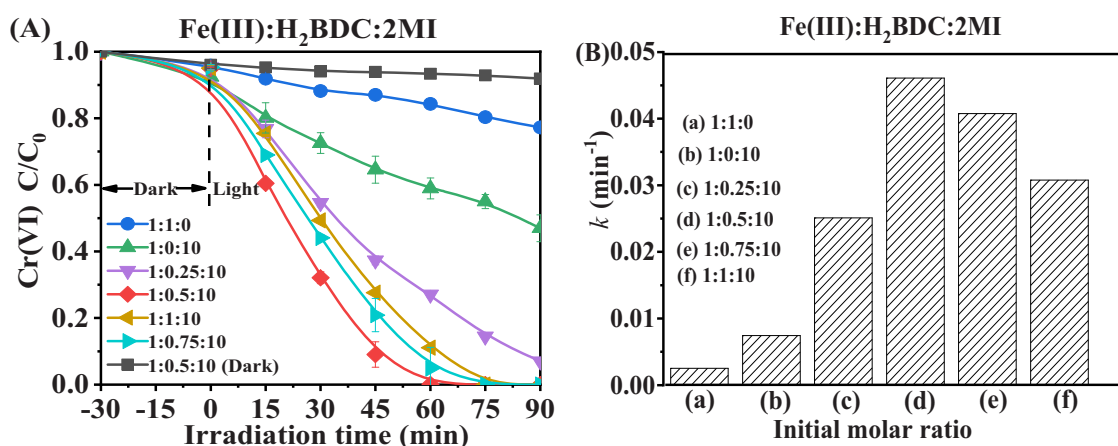 (A)
Fe(III):H₂BDC:2MI
Cr(VI) C/C₀
1.0
0.8
0.6
0.4
0.2
0.0
Dark
Light
1:1:0
1:0:10
1:0.25:10
1:0.5:10
1:1:10
1:0.75:10
1:0.5:10 (Dark)
-30 -15 0 15 30 45 60 75 90
Irradiation time (min)
(B)
Fe(III):H₂BDC:2MI
k (min⁻¹)
0.05
0.04
0.03
0.02
0.01
0.00
(a) 1:1:0
(b) 1:0:10
(c) 1:0.25:10
(d) 1:0.5:10
(e) 1:0.75:10
(f) 1:1:10
(a) (b) (c) (d) (e) (f)
Initial molar ratio